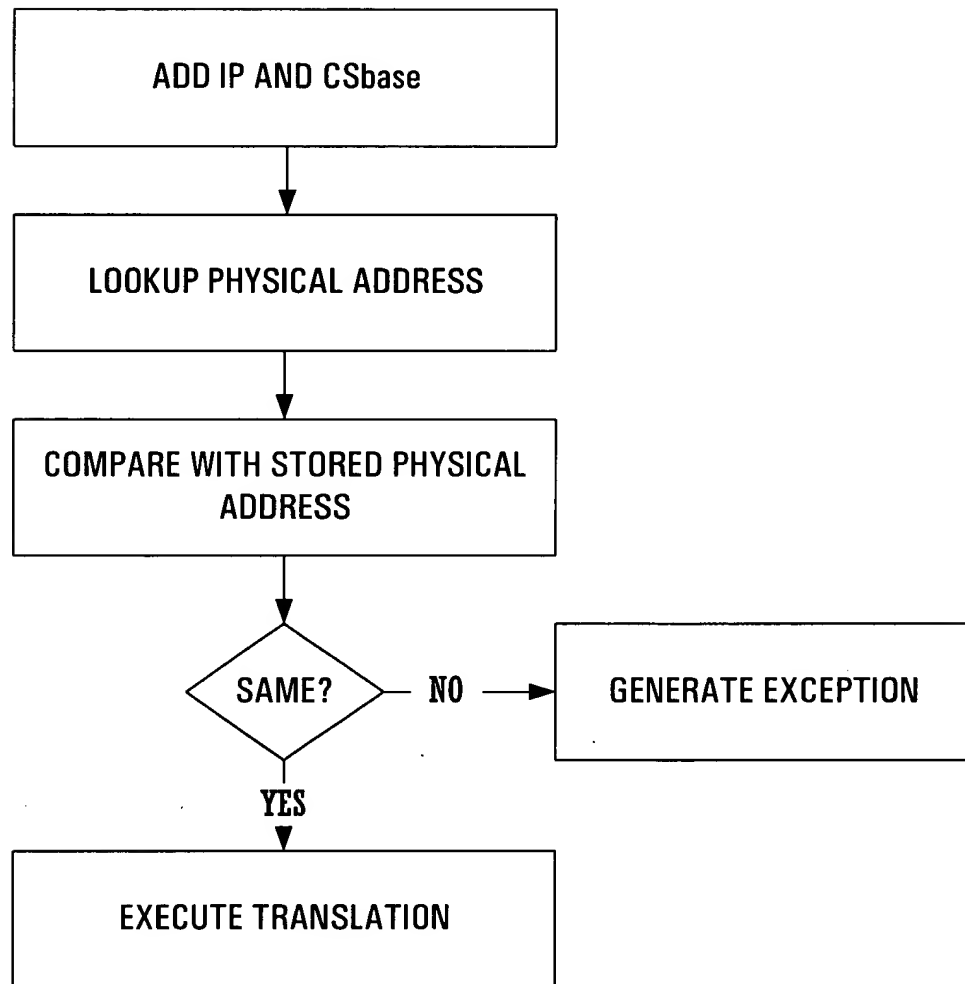 ADD IP AND CSbase
LOOKUP PHYSICAL ADDRESS
COMPARE WITH STORED PHYSICAL
ADDRESS
SAME?
NO
GENERATE EXCEPTION
YES
EXECUTE TRANSLATION